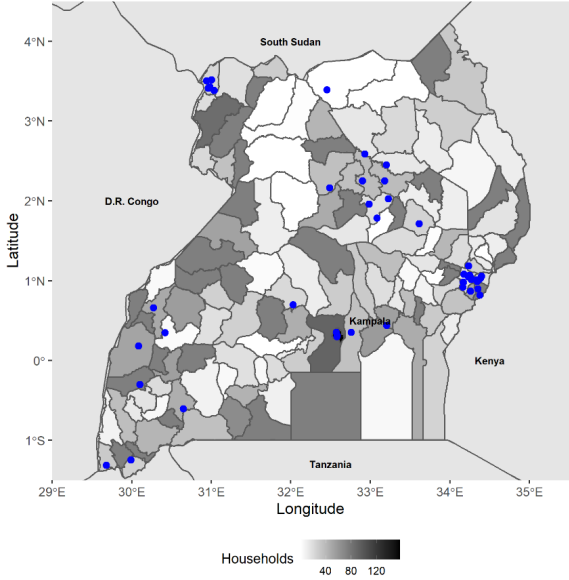 South Sudan
4°N
3°N
D.R. Congo
2°N
Latitude
1°N
Kampala
0°
Kenya
1°S
Tanzania
29°E 30°E 31°E 32°E 33°E 34°E 35°E
Longitude
Households
40 80 120